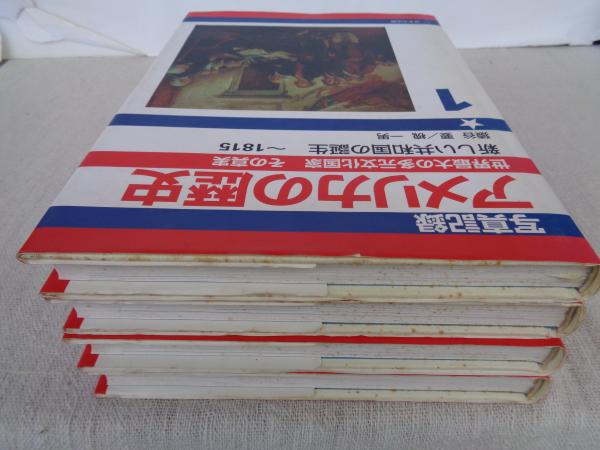 写真記録
アメリカの歴史
世界最大の多元文化国家 その真実
新しい共和国の誕生 ～1815
猿谷 要／槐 一男
1